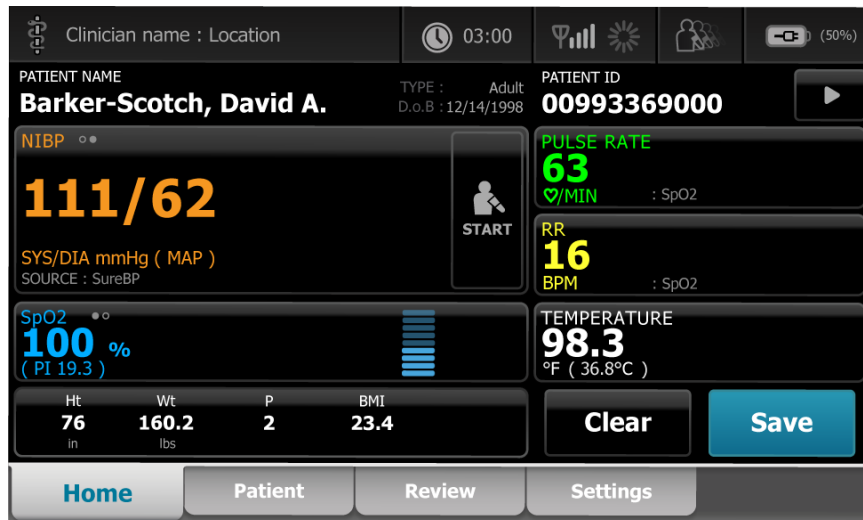 Clinician name : Location
03:00
(50%)
PATIENT NAME
Barker-Scotch, David A.
TYPE : Adult
D.o.B : 12/14/1998
PATIENT ID
00993369000
NIBP
111/62
SYS/DIA mmHg ( MAP )
SOURCE : SureBP
START
PULSE RATE
63
♡/MIN : SpO2
RR
16
BPM : SpO2
SpO2
100 %
( PI 19.3 )
TEMPERATURE
98.3
°F ( 36.8°C )
Ht Wt P BMI
76 160.2 2 23.4
in lbs
Clear
Save
Home Patient Review Settings